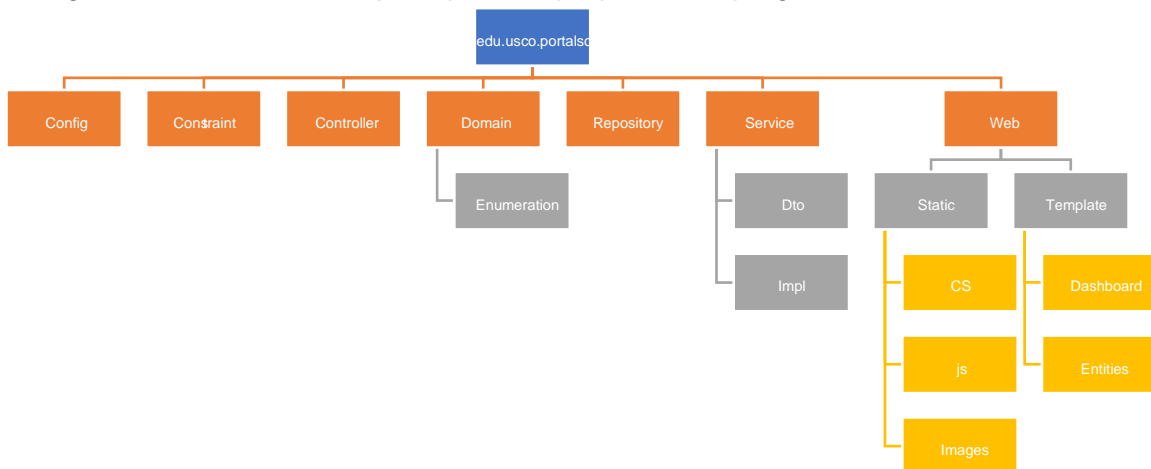 edu.usco.portalsc
Config
Constraint
Controller
Domain
Repository
Service
Web
Enumeration
Dto
Static
Template
Impl
CS
Dashboard
js
Entities
Images